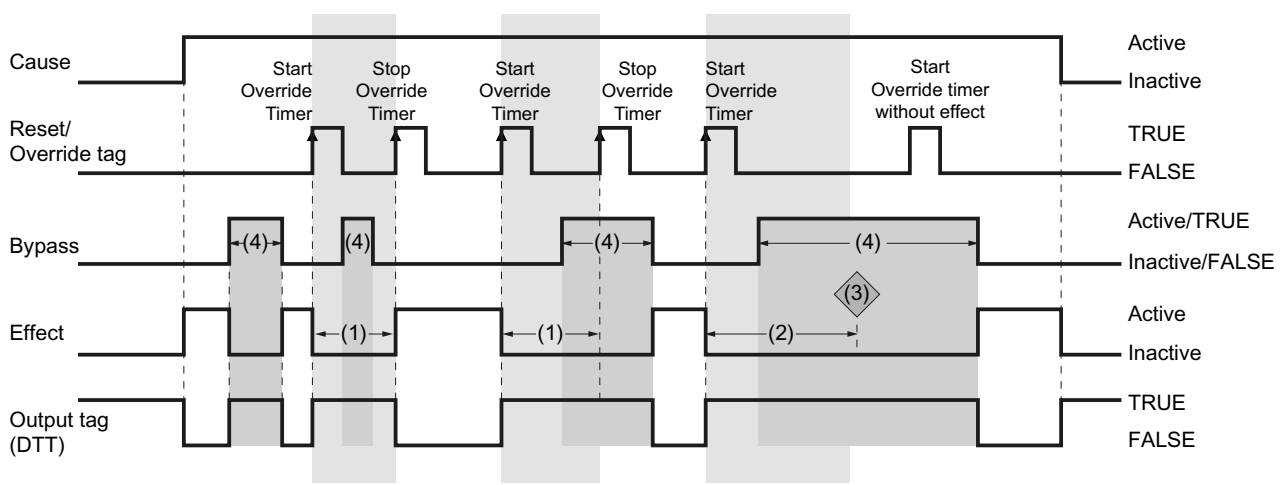 Cause
Active
Inactive
Start
Override
Timer
Stop
Override
Timer
Start
Override
Timer
Stop
Override
Timer
Start
Override
Timer
Start
Override timer
without effect
Reset/
Override tag
TRUE
FALSE
Bypass
(4)
(4)
(4)
(4)
Active/TRUE
Inactive/FALSE
(3)
Effect
(1)
(1)
(2)
Active
Inactive
Output tag
(DTT)
TRUE
FALSE